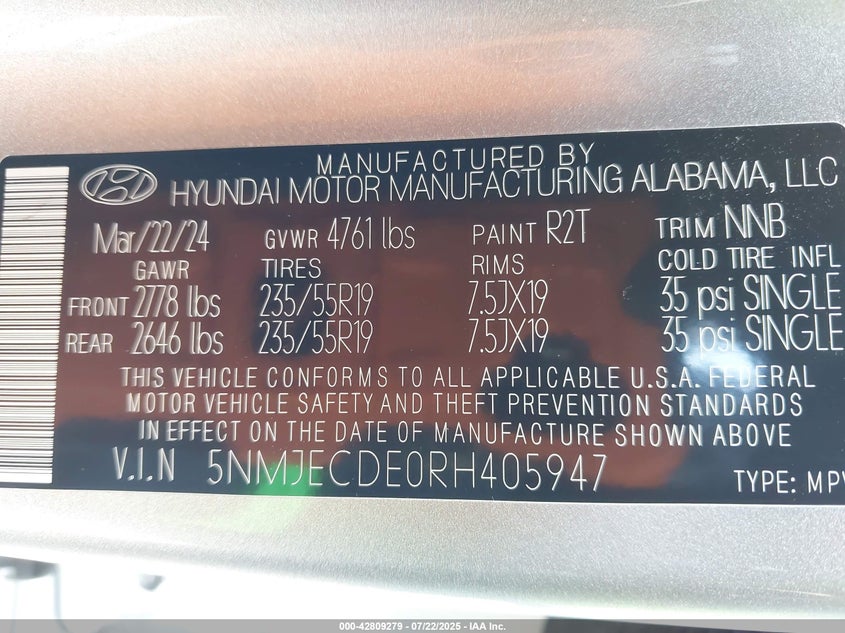 MANUFACTURED BY
HYUNDAI MOTOR MANUFACTURING ALABAMA, LLC
Mar/22/24 GVWR 4761 lbs PAINT R2T TRIM NNB
GAWR TIRES RIMS COLD TIRE INFL
FRONT 2778 lbs 235/55R19 7.5JX19 35 psi SINGLE
REAR 2646 lbs 235/55R19 7.5JX19 35 psi SINGLE
THIS VEHICLE CONFORMS TO ALL APPLICABLE U.S.A. FEDERAL
MOTOR VEHICLE SAFETY AND THEFT PREVENTION STANDARDS
IN EFFECT ON THE DATE OF MANUFACTURE SHOWN ABOVE
V.I.N 5NMJECDE0RH405947 TYPE: MPV
000-42809279 - 07/22/2025 - IAA Inc.